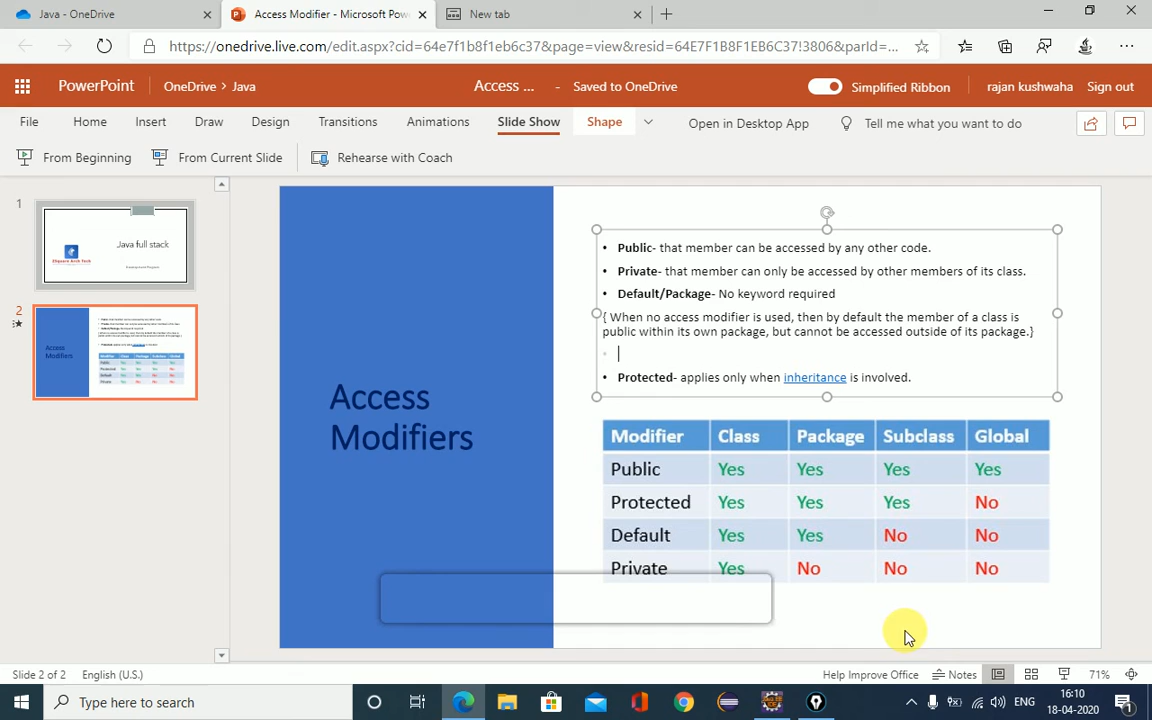 Java - OneDrive
Access Modifier - Microsoft Pow
New tab
https://onedrive.live.com/edit.aspx?cid=64e7f1b8f1eb6c37&page=view&resid=64E7F1B8F1EB6C37!3806&parId=...
PowerPoint
OneDrive > Java
Access ... - Saved to OneDrive
Simplified Ribbon
rajan kushwaha
Sign out
File
Home
Insert
Draw
Design
Transitions
Animations
Slide Show
Shape
Open in Desktop App
Tell me what you want to do
From Beginning
From Current Slide
Rehearse with Coach
1
Java full stack
2
Access
Modifiers
• Public- that member can be accessed by any other code.
• Private- that member can only be accessed by other members of its class.
• Default/Package- No keyword required
{ When no access modifier is used, then by default the member of a class is
public within its own package, but cannot be accessed outside of its package.}
• Protected- applies only when inheritance is involved.
Access
Modifiers
Modifier Class Package Subclass Global
Public Yes Yes Yes Yes
Protected Yes Yes Yes No
Default Yes Yes No No
Private Yes No No No
Slide 2 of 2
English (U.S.)
Help Improve Office
Notes
71%
Type here to search
ENG
16:10
18-04-2020
1